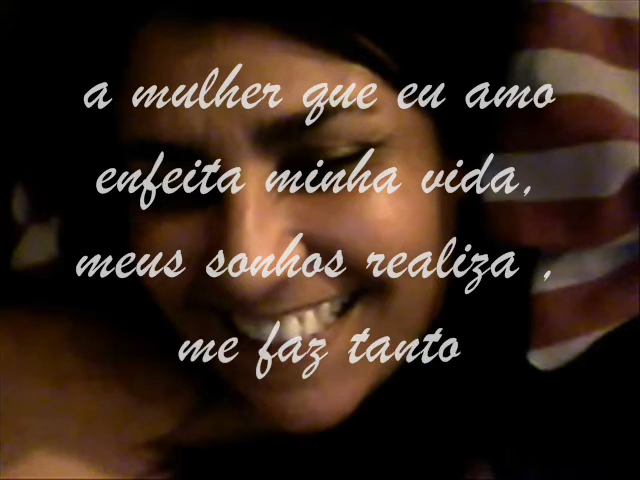 a mulher que eu amo
enfeita minha vida,
meus sonhos realiza ,
me faz tanto